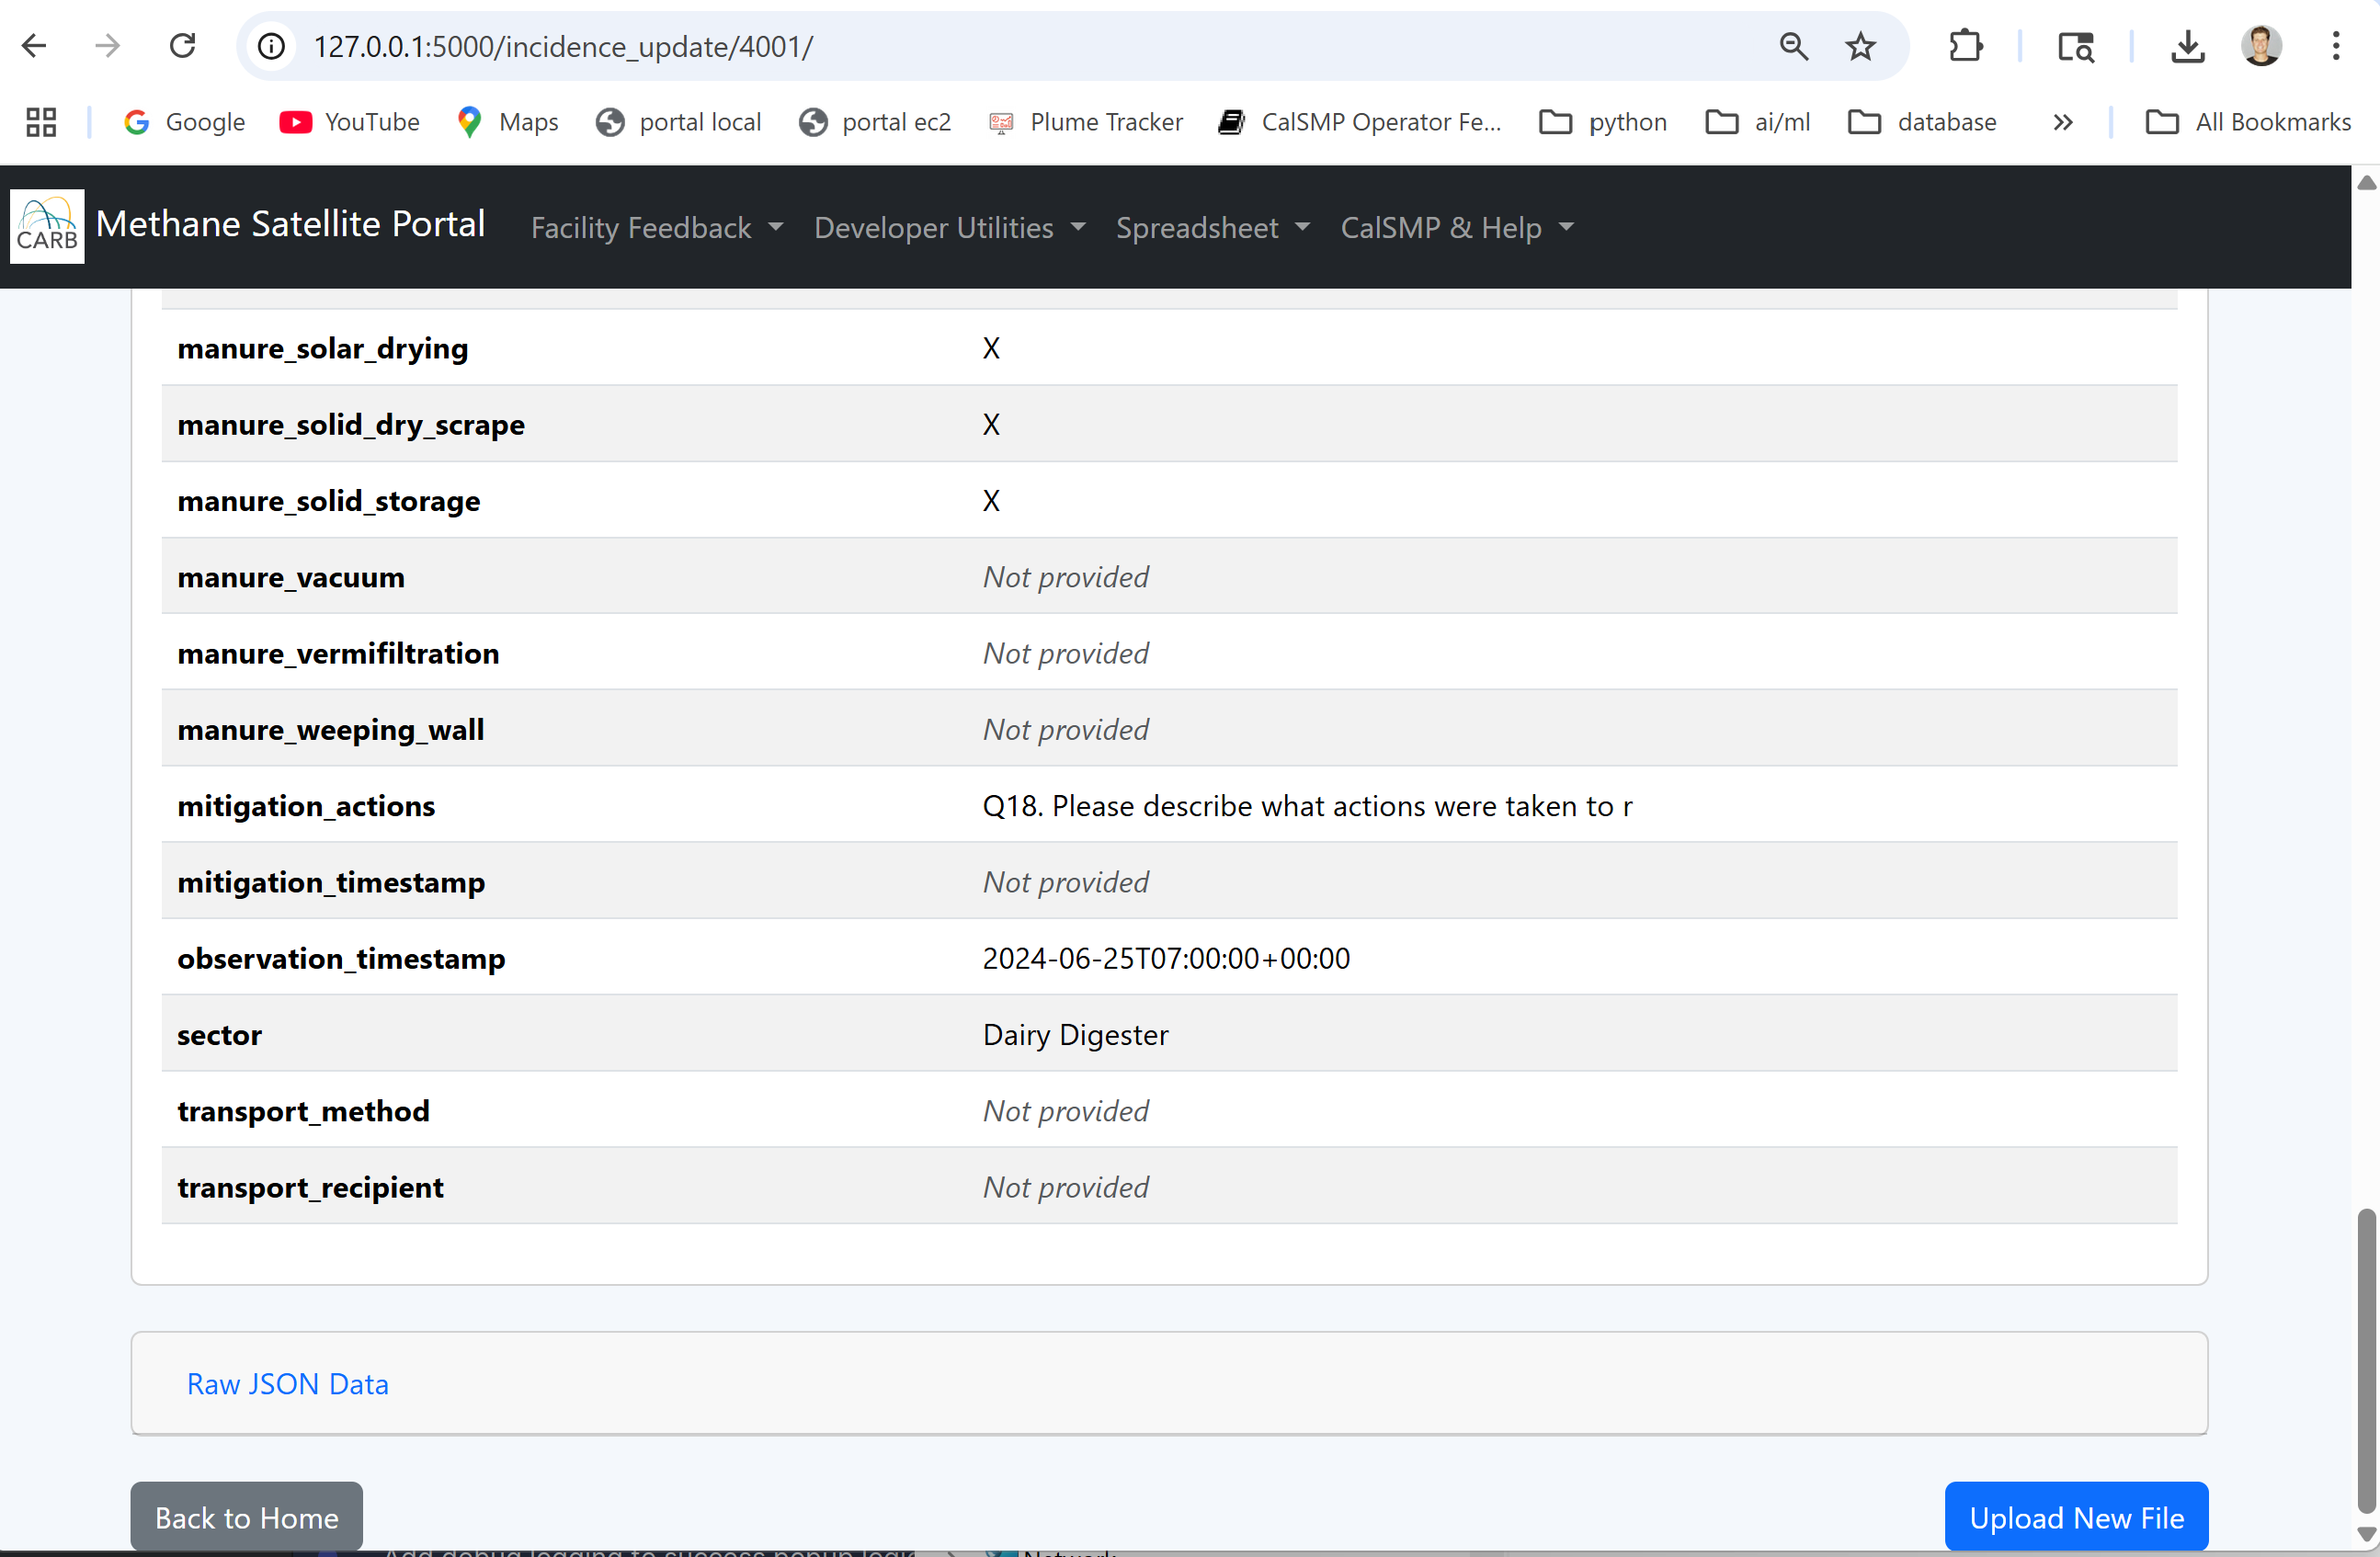 127.0.0.1:5000/incidence_update/4001/
Google YouTube Maps portal local portal ec2 Plume Tracker CalSMP Operator Fe... python ai/ml database All Bookmarks
CARB Methane Satellite Portal Facility Feedback Developer Utilities Spreadsheet CalSMP & Help
manure_solar_drying X
manure_solid_dry_scrape X
manure_solid_storage X
manure_vacuum Not provided
manure_vermifiltration Not provided
manure_weeping_wall Not provided
mitigation_actions Q18. Please describe what actions were taken to r
mitigation_timestamp Not provided
observation_timestamp 2024-06-25T07:00:00+00:00
sector Dairy Digester
transport_method Not provided
transport_recipient Not provided
Raw JSON Data
Back to Home Upload New File